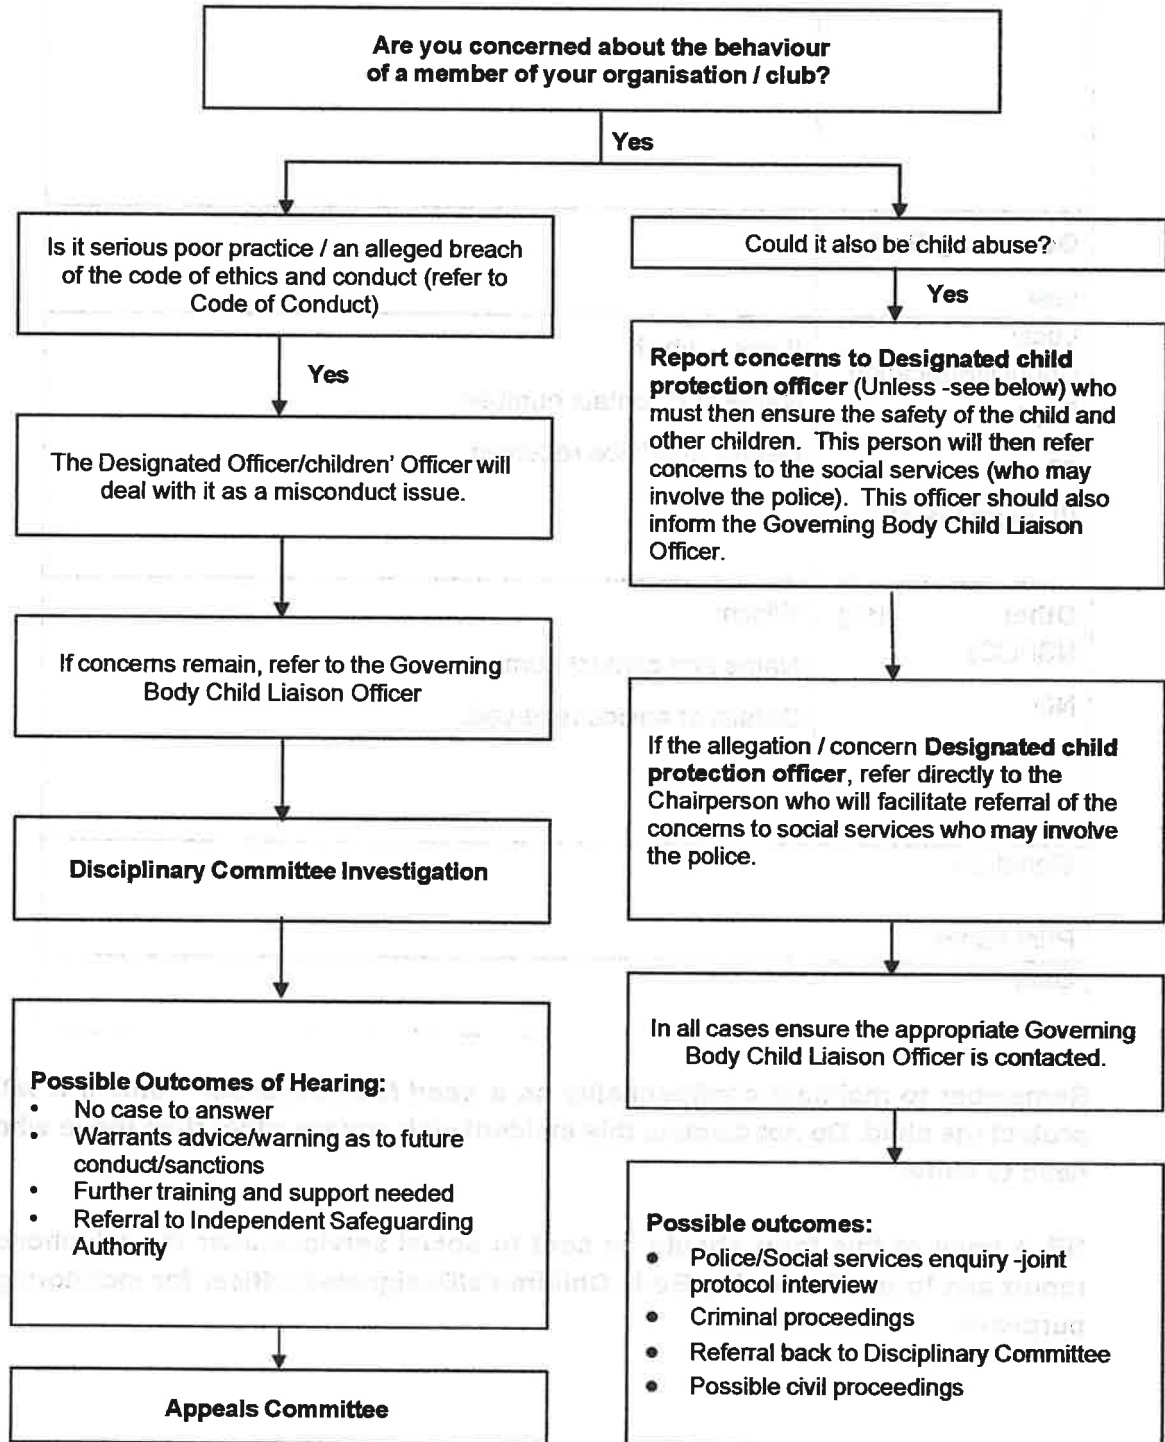 Are you concerned about the behaviour
of a member of your organisation / club?
Yes
Is it serious poor practice / an alleged breach
of the code of ethics and conduct (refer to
Code of Conduct)
Yes
The Designated Officer/children' Officer will
deal with it as a misconduct issue.
If concerns remain, refer to the Governing
Body Child Liaison Officer
Disciplinary Committee Investigation
Possible Outcomes of Hearing:
• No case to answer
• Warrants advice/warning as to future
conduct/sanctions
• Further training and support needed
• Referral to Independent Safeguarding
Authority
Appeals Committee
Could it also be child abuse?
Yes
Report concerns to Designated child
protection officer (Unless -see below) who
must then ensure the safety of the child and
other children. This person will then refer
concerns to the social services (who may
involve the police). This officer should also
inform the Governing Body Child Liaison
Officer.
If the allegation / concern Designated child
protection officer, refer directly to the
Chairperson who will facilitate referral of the
concerns to social services who may involve
the police.
In all cases ensure the appropriate Governing
Body Child Liaison Officer is contacted.
Possible outcomes:
• Police/Social services enquiry -joint
protocol interview
• Criminal proceedings
• Referral back to Disciplinary Committee
• Possible civil proceedings